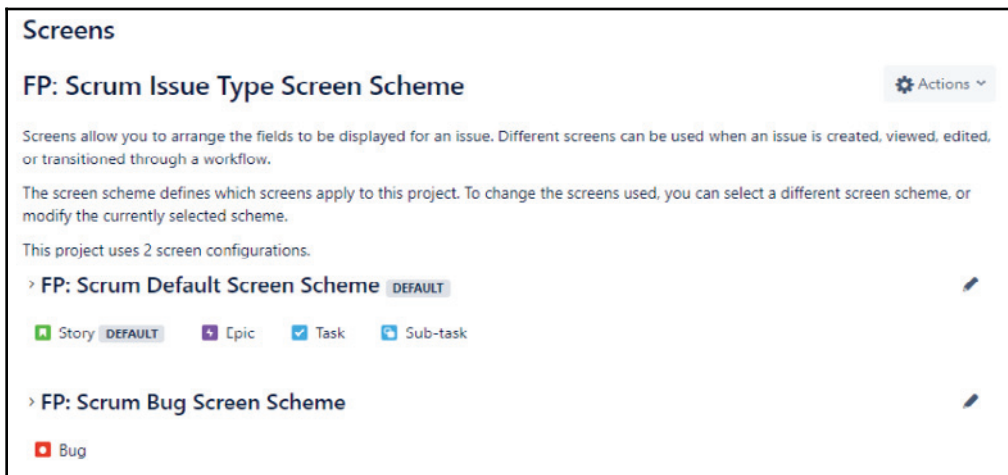 Screens
FP: Scrum Issue Type Screen Scheme
Actions
Screens allow you to arrange the fields to be displayed for an issue. Different screens can be used when an issue is created, viewed, edited,
or transitioned through a workflow.
The screen scheme defines which screens apply to this project. To change the screens used, you can select a different screen scheme, or
modify the currently selected scheme.
This project uses 2 screen configurations.
FP: Scrum Default Screen Scheme DEFAULT
Story DEFAULT Epic Task Sub-task
FP: Scrum Bug Screen Scheme
Bug